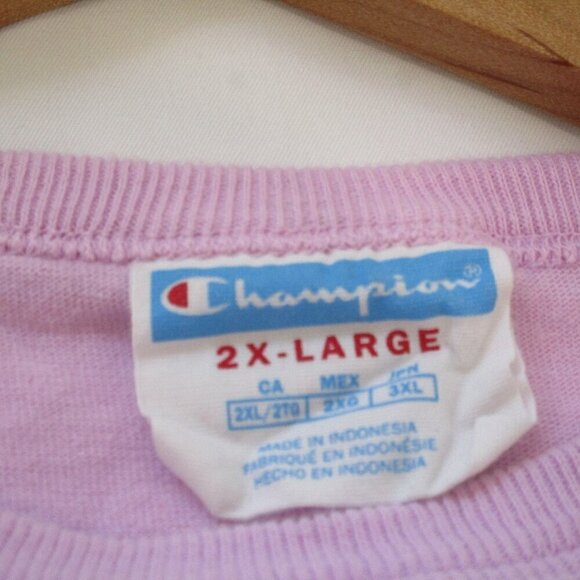 Champion®
2X-LARGE
CA MEX JPN
2XL/2TG 2XG 3XL
MADE IN INDONESIA
FABRIQUÉ EN INDONÉSIE
HECHO EN INDONESIA